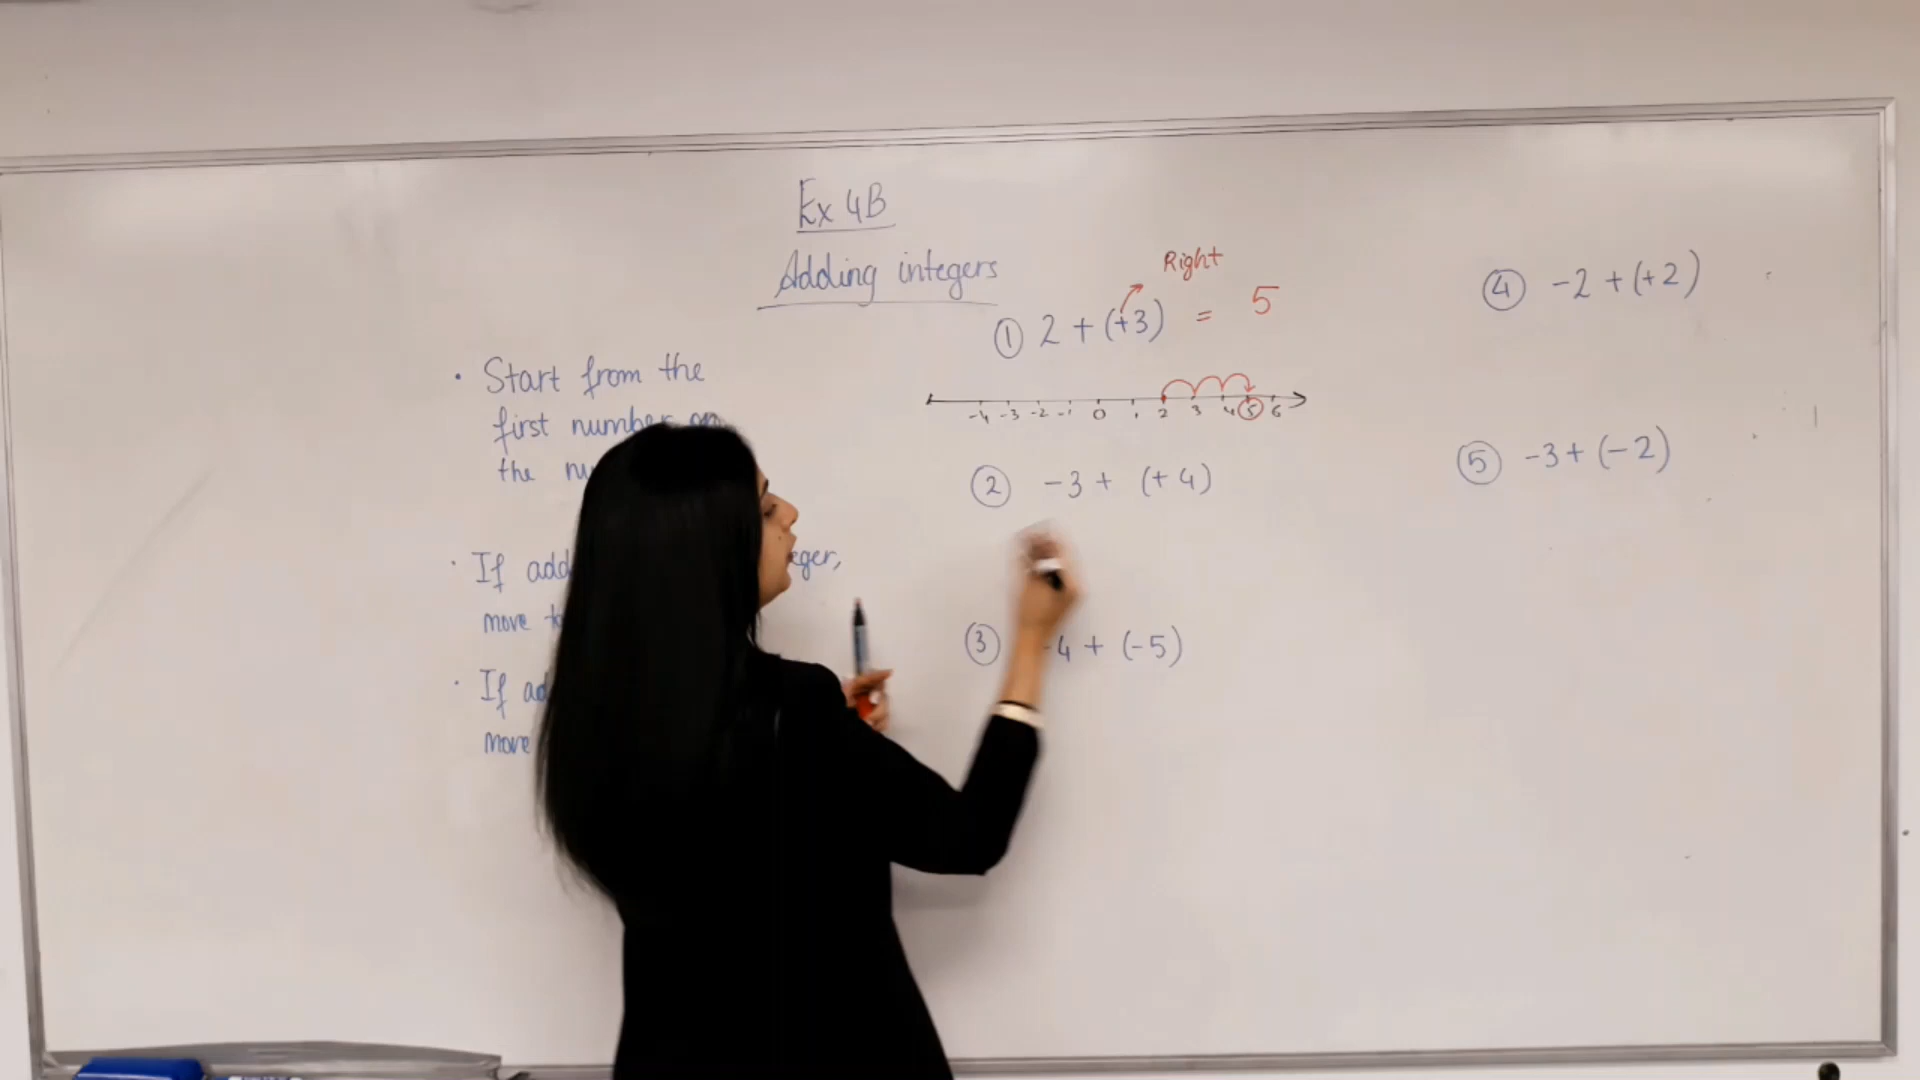 Ex 4B
Adding integers
• Start from the
first number on
the
• If add
eger,
move
• If
move
Right
① 2 + (+3) = 5
-4 -3 -2 -1 0 1 2 3 4 5 6
② -3 + (+4)
③ -4 + (-5)
④ -2 + (+2)
⑤ -3 + (-2)